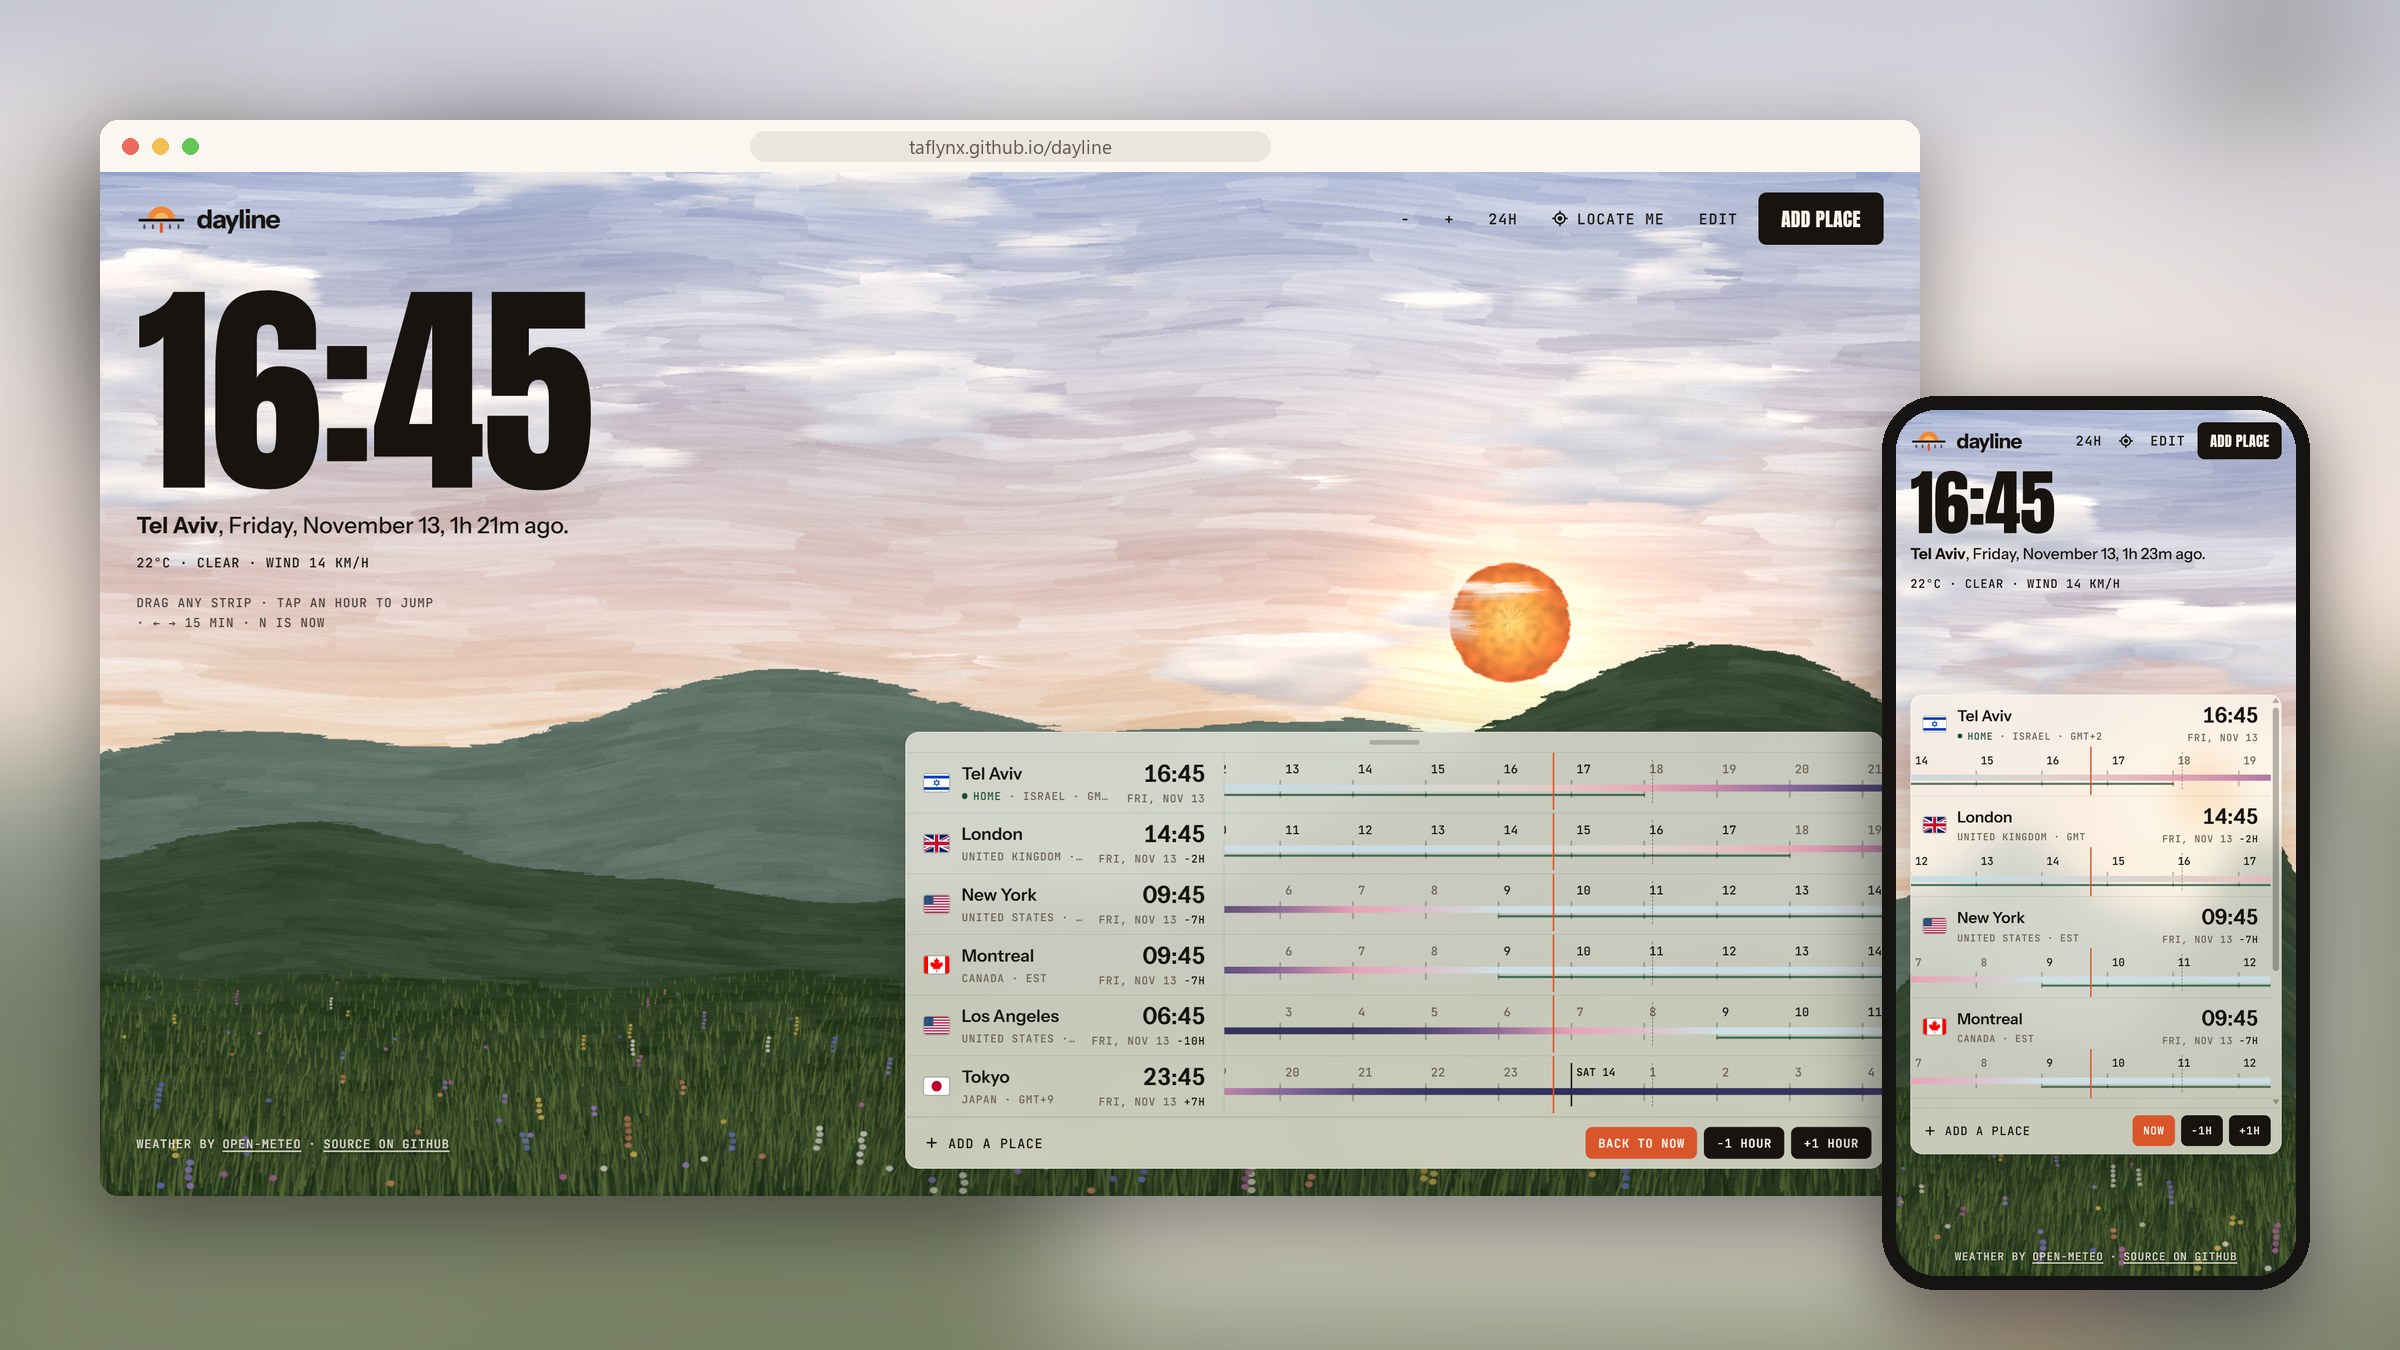 taflynx.github.io/dayline
dayline
- + 24H LOCATE ME EDIT ADD PLACE
16:45
Tel Aviv, Friday, November 13, 1h 21m ago.
22°C · CLEAR · WIND 14 KM/H
DRAG ANY STRIP · TAP AN HOUR TO JUMP
· ← → 15 MIN · N IS NOW
Tel Aviv 16:45
HOME · ISRAEL · GM… FRI, NOV 13
13 14 15 16 17 18 19 20 21
London 14:45
UNITED KINGDOM ·… FRI, NOV 13 -2H
11 12 13 14 15 16 17 18 19
New York 09:45
UNITED STATES · … FRI, NOV 13 -7H
6 7 8 9 10 11 12 13 14
Montreal 09:45
CANADA · EST FRI, NOV 13 -7H
6 7 8 9 10 11 12 13 14
Los Angeles 06:45
UNITED STATES ·… FRI, NOV 13 -10H
3 4 5 6 7 8 9 10 11
Tokyo 23:45
JAPAN · GMT+9 FRI, NOV 13 +7H
20 21 22 23 SAT 14 1 2 3 4
+ ADD A PLACE BACK TO NOW -1 HOUR +1 HOUR
WEATHER BY OPEN-METEO · SOURCE ON GITHUB
dayline 24H EDIT ADD PLACE
16:45
Tel Aviv, Friday, November 13, 1h 23m ago.
22°C · CLEAR · WIND 14 KM/H
Tel Aviv 16:45
HOME · ISRAEL · GMT+2 FRI, NOV 13
14 15 16 17 18 19
London 14:45
UNITED KINGDOM · GMT FRI, NOV 13 -2H
12 13 14 15 16 17
New York 09:45
UNITED STATES · EST FRI, NOV 13 -7H
7 8 9 10 11 12
Montreal 09:45
CANADA · EST FRI, NOV 13 -7H
7 8 9 10 11 12
+ ADD A PLACE NOW -1H +1H
WEATHER BY OPEN-METEO · SOURCE ON GITHUB